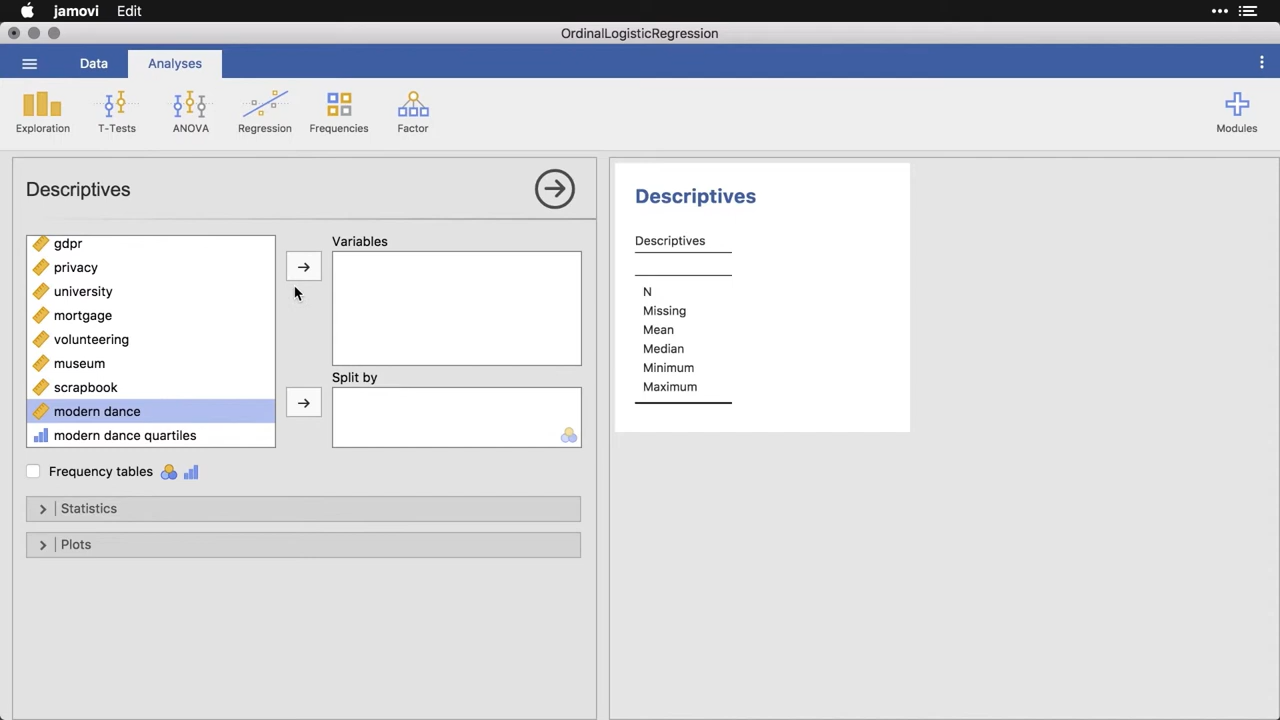 jamovi Edit
OrdinalLogisticRegression
Data Analyses
Exploration T-Tests ANOVA Regression Frequencies Factor Modules
Descriptives
gdpr
privacy
university
mortgage
volunteering
museum
scrapbook
modern dance
modern dance quartiles
Variables
Split by
Frequency tables
Statistics
Plots
Descriptives
Descriptives
N
Missing
Mean
Median
Minimum
Maximum